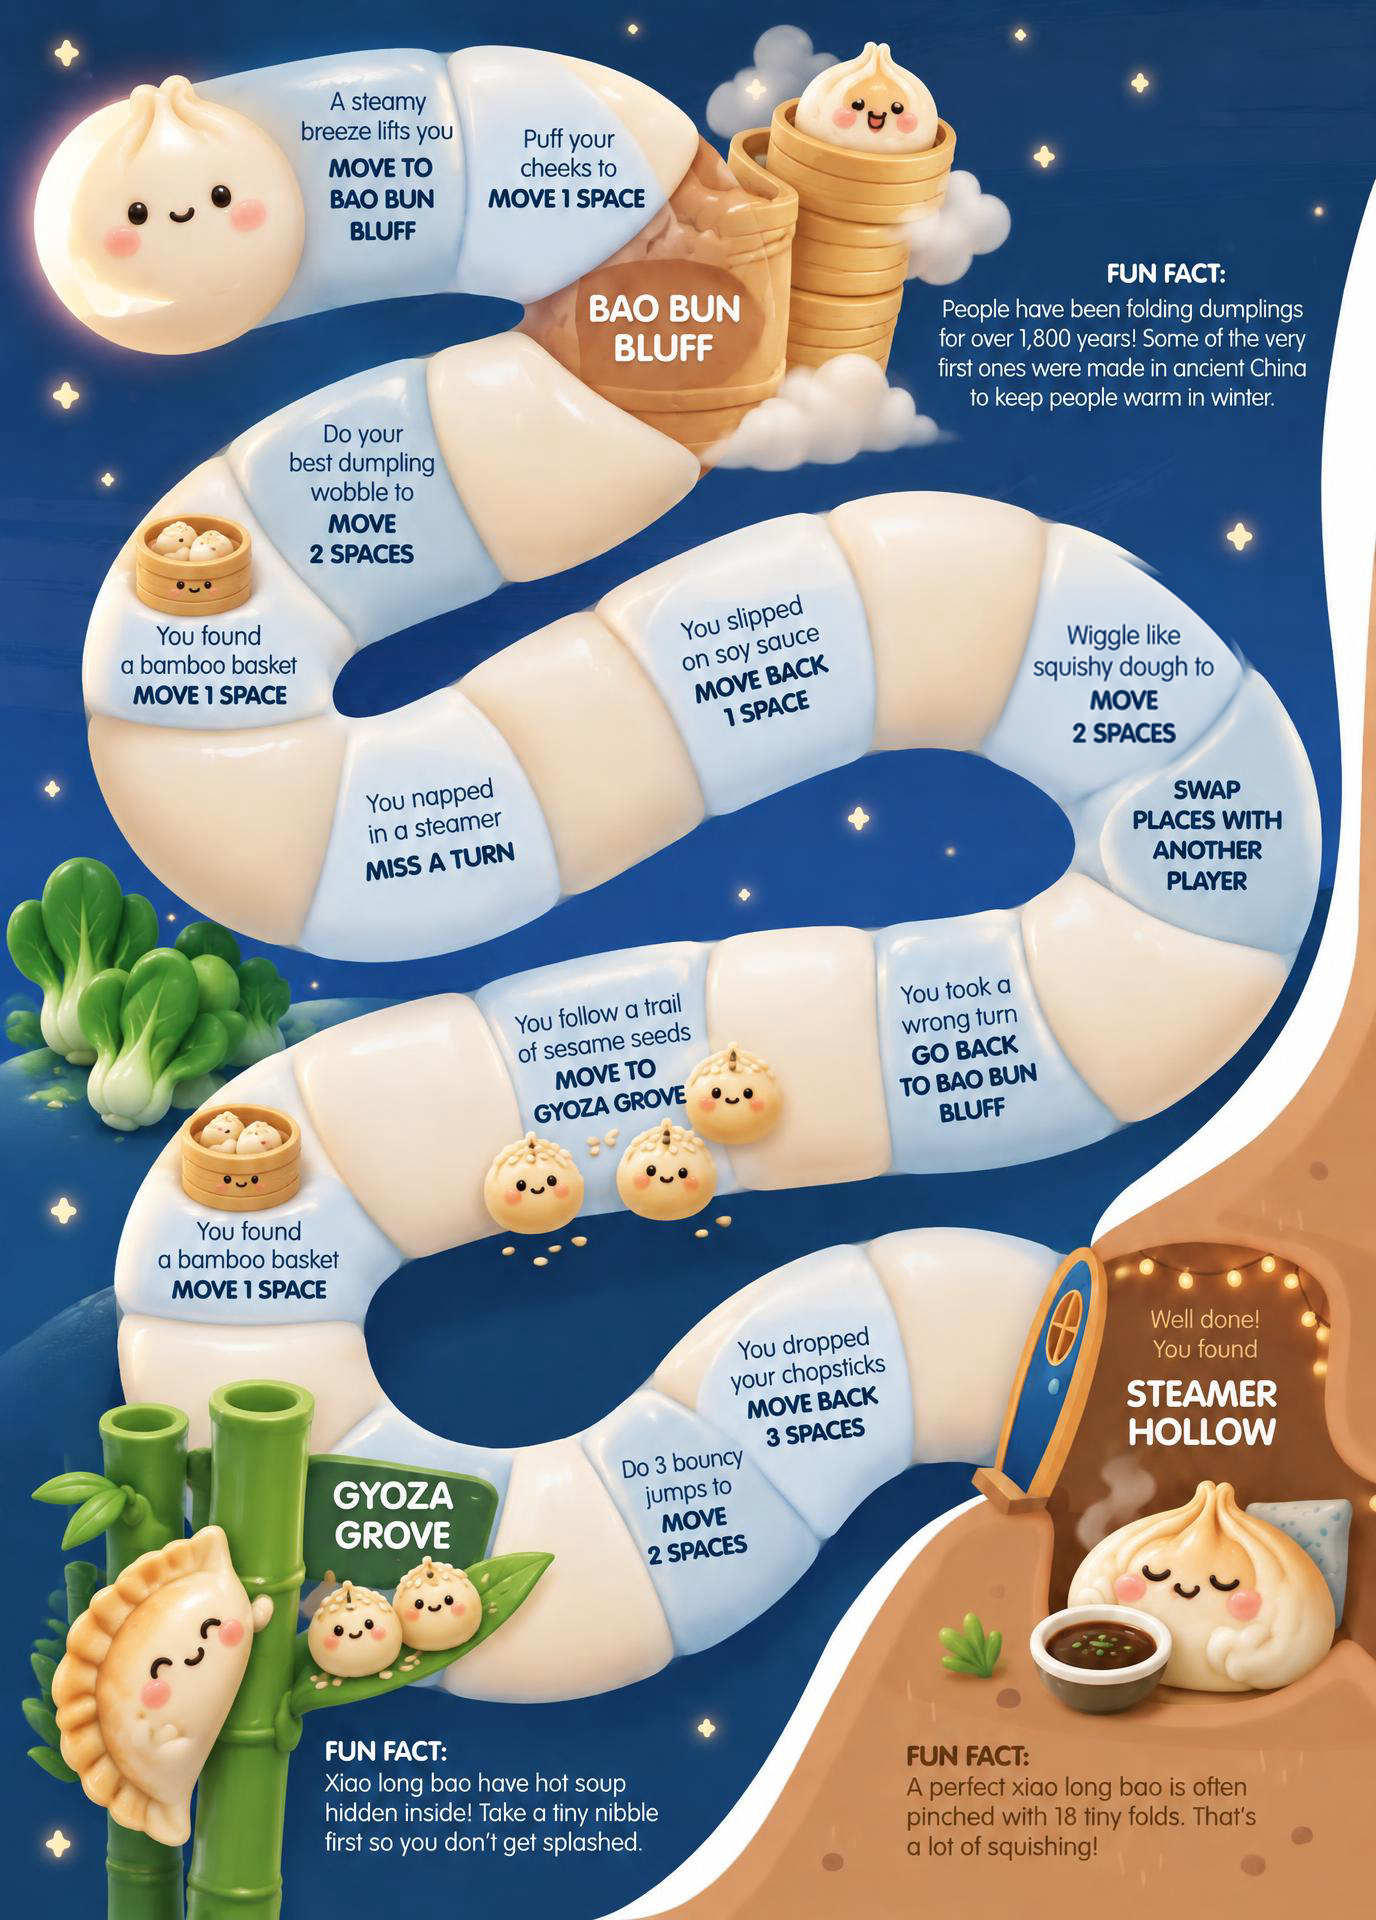 A steamy
breeze lifts you
MOVE TO
BAO BUN
BLUFF
Puff your
cheeks to
MOVE 1 SPACE
BAO BUN
BLUFF
FUN FACT:
People have been folding dumplings
for over 1,800 years! Some of the very
first ones were made in ancient China
to keep people warm in winter.
Do your
best dumpling
wobble to
MOVE
2 SPACES
You found
a bamboo basket
MOVE 1 SPACE
You napped
in a steamer
MISS A TURN
You slipped
on soy sauce
MOVE BACK
1 SPACE
Wiggle like
squishy dough to
MOVE
2 SPACES
SWAP
PLACES WITH
ANOTHER
PLAYER
You took a
wrong turn
GO BACK
TO BAO BUN
BLUFF
You follow a trail
of sesame seeds
MOVE TO
GYOZA GROVE
You found
a bamboo basket
MOVE 1 SPACE
GYOZA
GROVE
Do 3 bouncy
jumps to
MOVE
2 SPACES
You dropped
your chopsticks
MOVE BACK
3 SPACES
Well done!
You found
STEAMER
HOLLOW
FUN FACT:
Xiao long bao have hot soup
hidden inside! Take a tiny nibble
first so you don't get splashed.
FUN FACT:
A perfect xiao long bao is often
pinched with 18 tiny folds. That's
a lot of squishing!